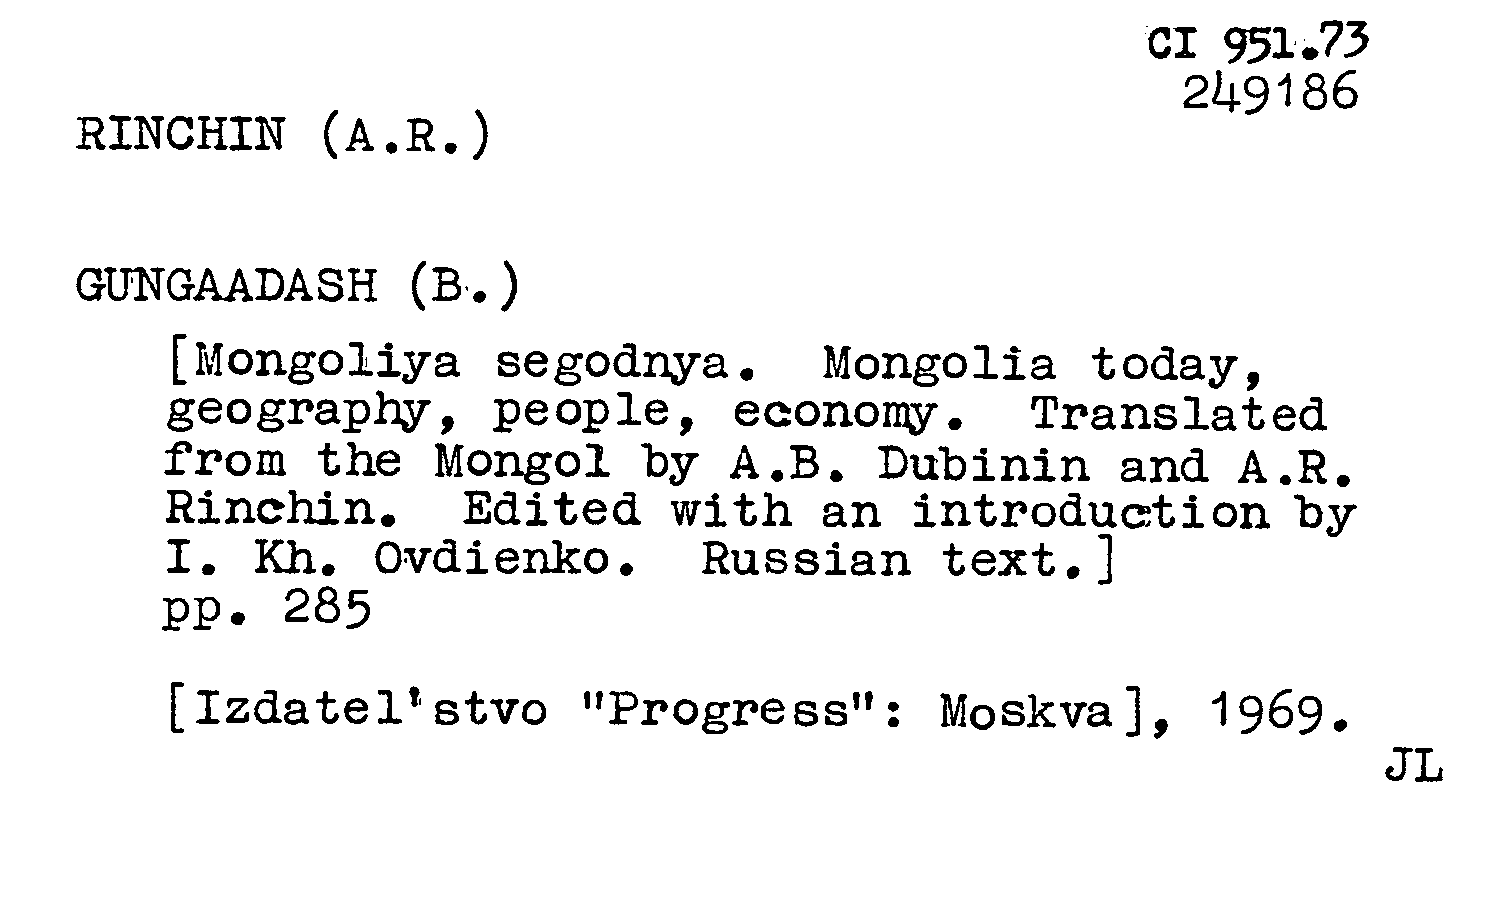 CI 951.73
249186
RINCHIN (A.R.)
GUNGAADASH (B.)
[Mongoliya segodnya. Mongolia today,
geography, people, economy. Translated
from the Mongol by A.B. Dubinin and A.R.
Rinchin. Edited with an introduction by
I. Kh. Ovdienko. Russian text.]
pp. 285
[Izdatel'stvo "Progress": Moskva], 1969.
JL